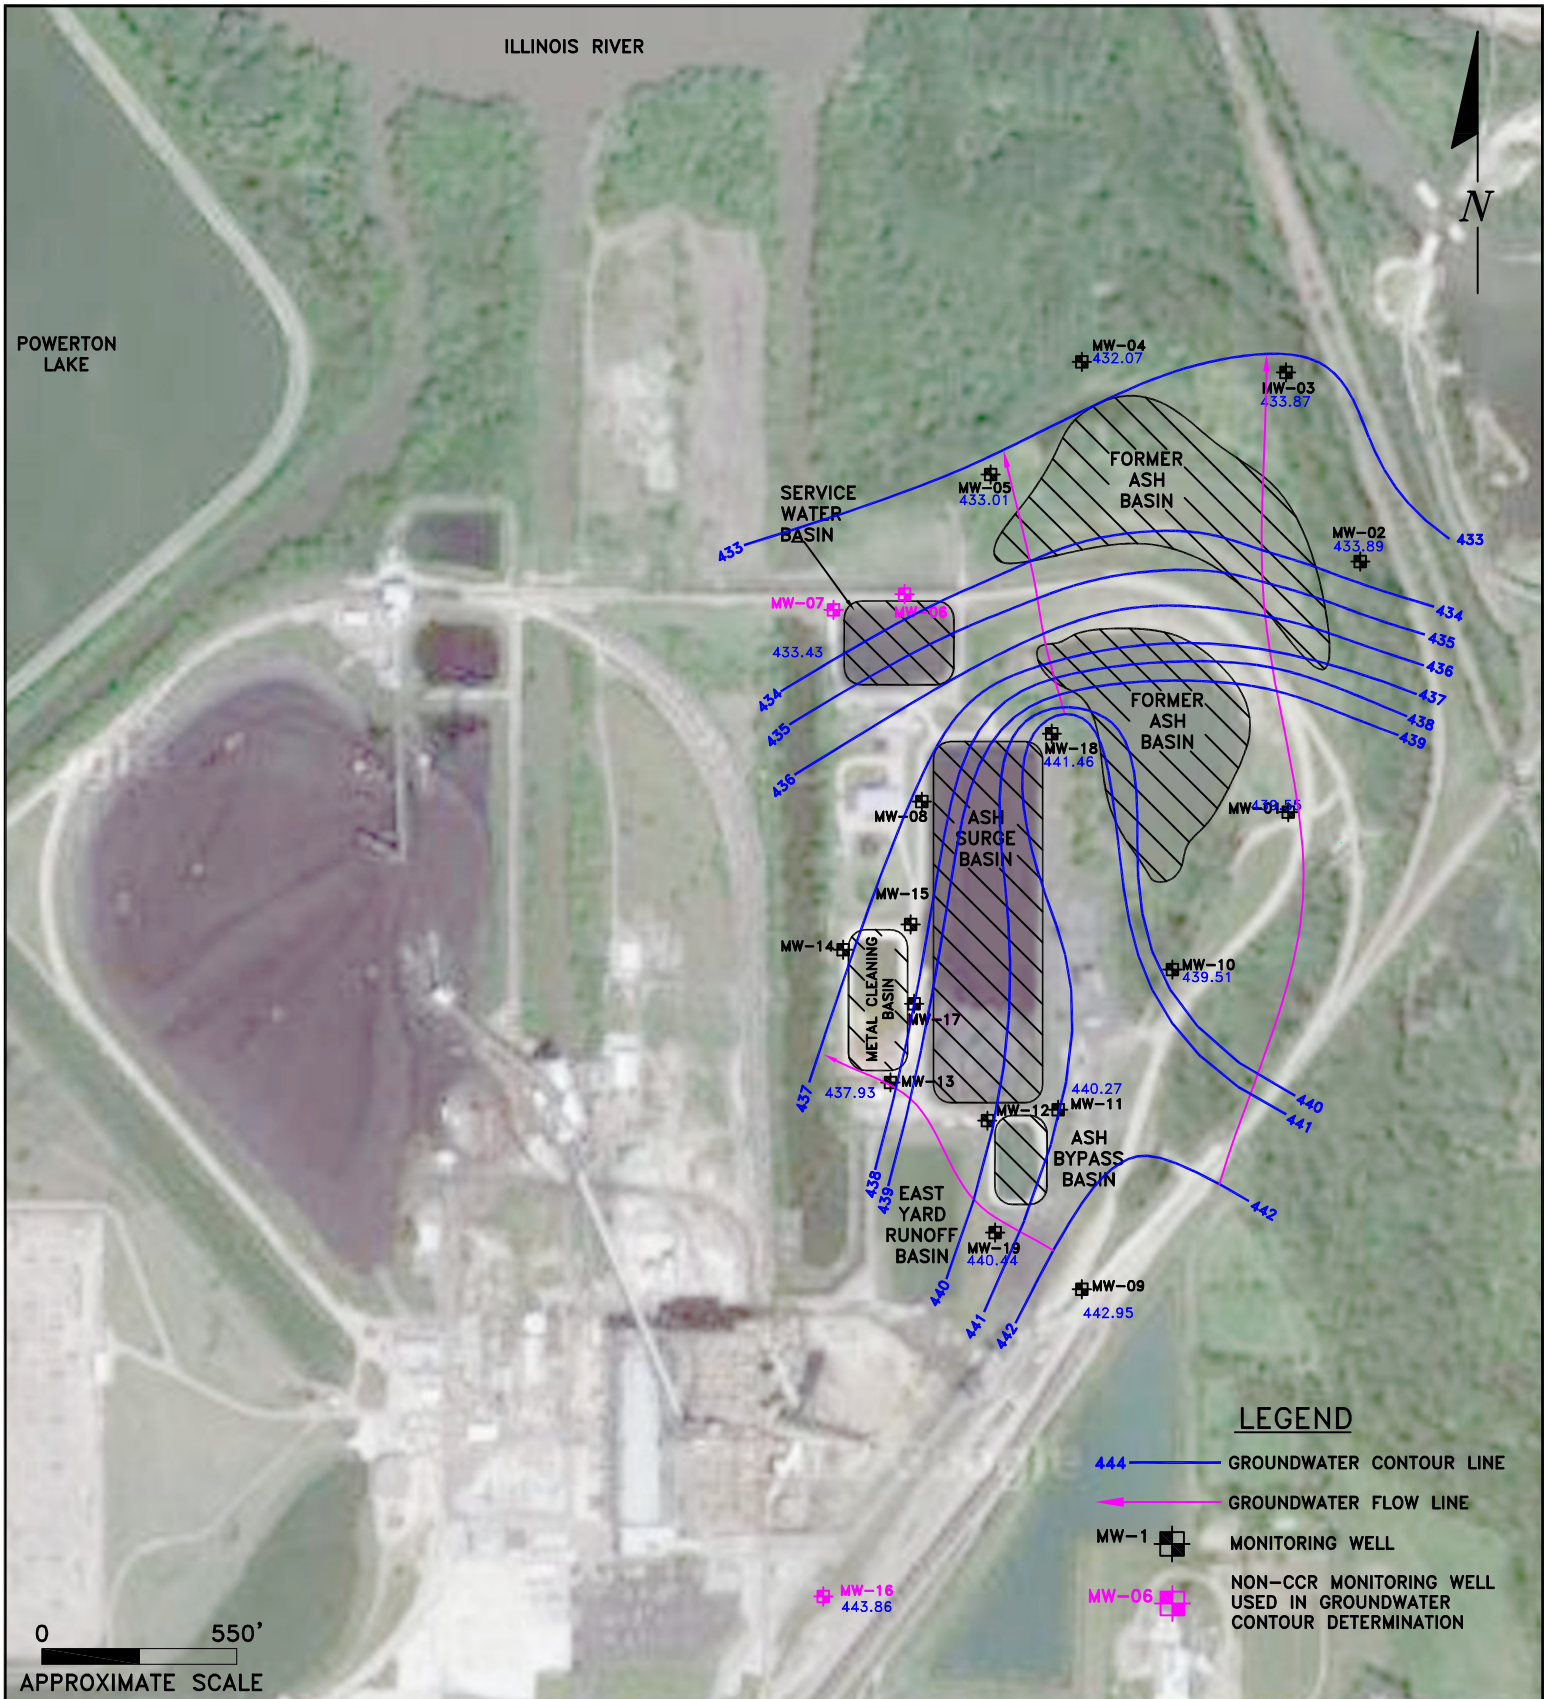 ILLINOIS RIVER
N
POWERTON
LAKE
MW-04
432.07
MW-03
433.87
FORMER
ASH
BASIN
MW-05
433.01
SERVICE
WATER
BASIN
MW-02
433.89
433
433
MW-07
MW-06
433.43
434
435
436
434
435
436
437
438
439
FORMER
ASH
BASIN
MW-18
441.46
MW-08
ASH
SURGE
BASIN
MW-01
439.55
MW-15
MW-14
METAL CLEANING
BASIN
MW-10
439.51
MW-17
MW-13
437.93
437
440.27
MW-12
MW-11
440
441
ASH
BYPASS
BASIN
438
439
EAST
YARD
RUNOFF
BASIN
442
MW-19
440.44
440
441
442
MW-09
442.95
LEGEND
444 GROUNDWATER CONTOUR LINE
GROUNDWATER FLOW LINE
MW-1 MONITORING WELL
MW-06 NON-CCR MONITORING WELL
USED IN GROUNDWATER
CONTOUR DETERMINATION
MW-16
443.86
0 550'
APPROXIMATE SCALE